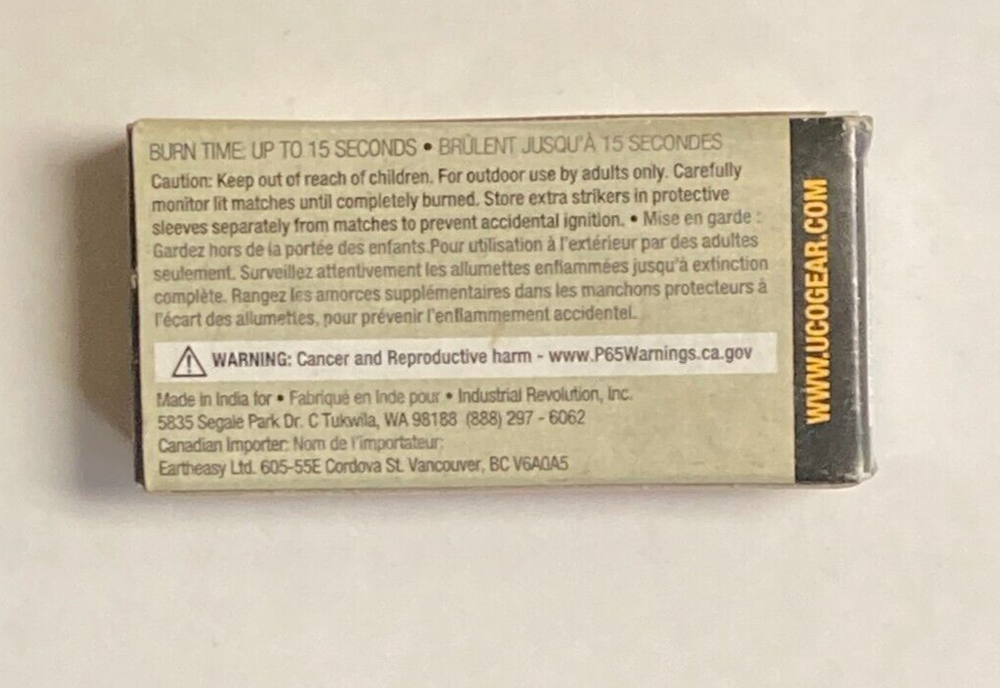 BURN TIME: UP TO 15 SECONDS • BRÛLENT JUSQU'À 15 SECONDES
Caution: Keep out of reach of children. For outdoor use by adults only. Carefully
monitor lit matches until completely burned. Store extra strikers in protective
sleeves separately from matches to prevent accidental ignition. • Mise en garde :
Gardez hors de la portée des enfants.Pour utilisation à l'extérieur par des adultes
seulement. Surveillez attentivement les allumettes enflammées jusqu'à extinction
complète. Rangez les amorces supplémentaires dans les manchons protecteurs à
l'écart des allumettes, pour prévenir l'enflammement accidentel.
WARNING: Cancer and Reproductive harm - www.P65Warnings.ca.gov
Made in India for • Fabriqué en Inde pour • Industrial Revolution, Inc.
5835 Segale Park Dr. C Tukwila, WA 98188 (888) 297 - 6062
Canadian Importer: Nom de l'importateur:
Eartheasy Ltd. 605-55E Cordova St. Vancouver, BC V6A0A5
WWW.UCOGEAR.COM